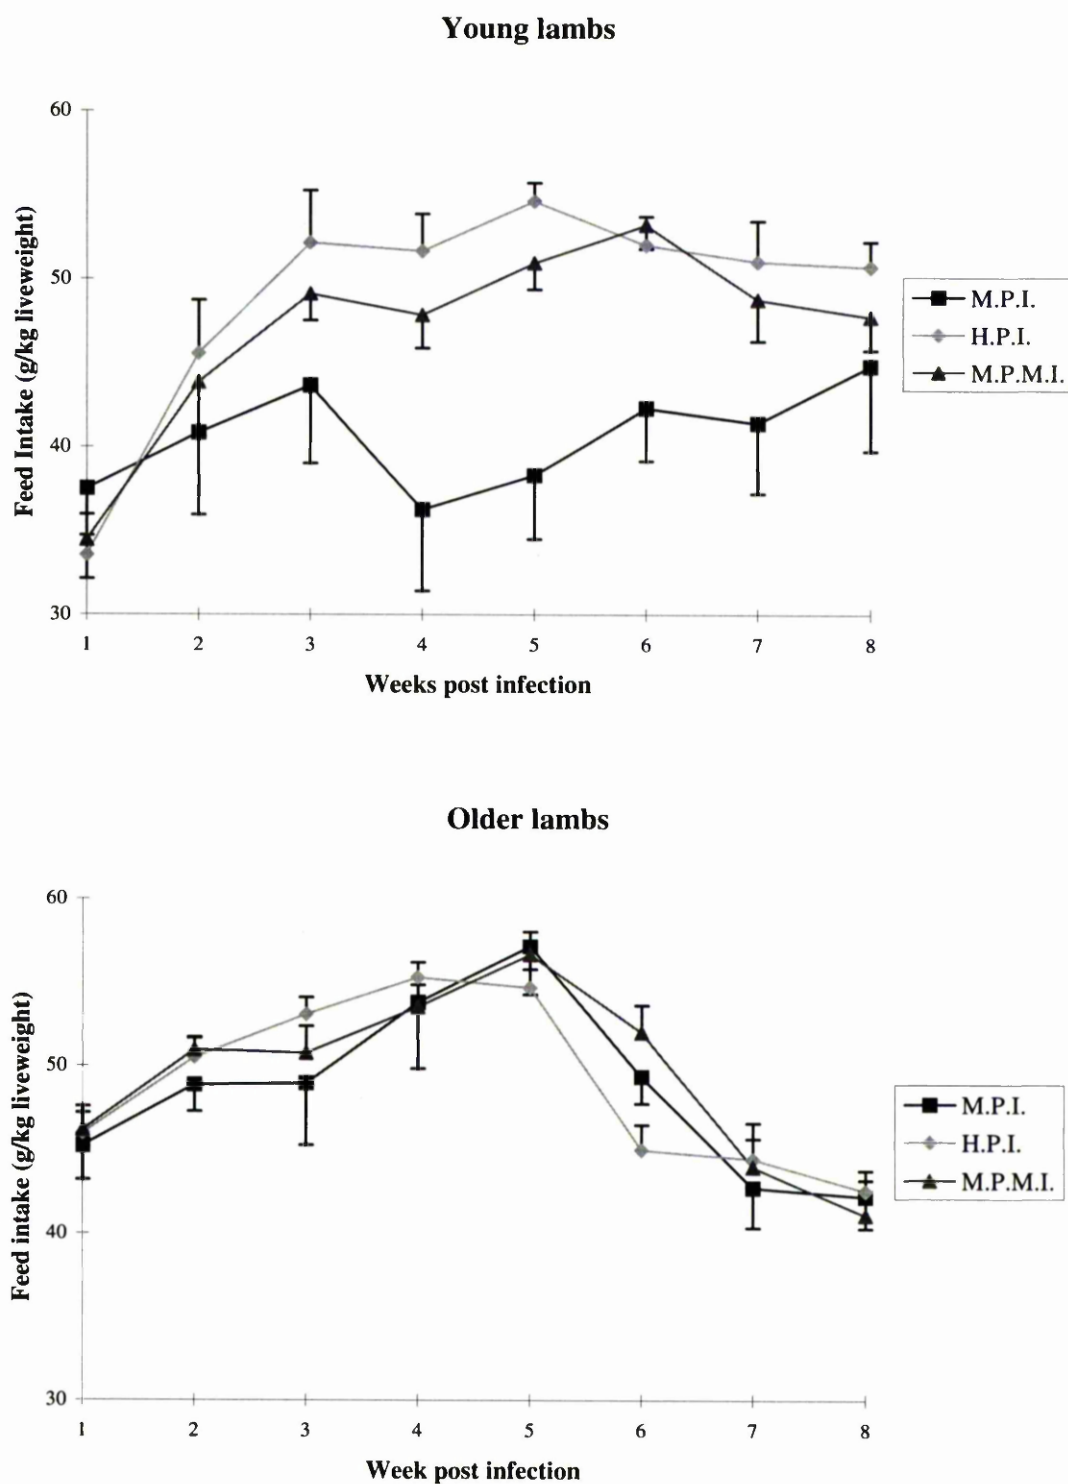 Young lambs
60
50
40
30
Feed Intake (g/kg liveweight)
1 2 3 4 5 6 7 8
Weeks post infection
M.P.I.
H.P.I.
M.P.M.I.
Older lambs
60
50
40
30
Feed intake (g/kg liveweight)
1 2 3 4 5 6 7 8
Week post infection
M.P.I.
H.P.I.
M.P.M.I.